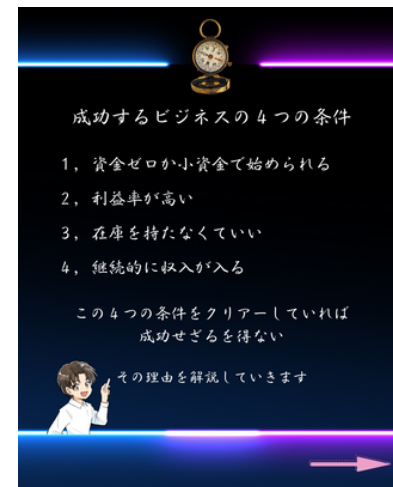 成功するビジネスの4つの条件
1, 資金ゼロか小資金で始められる
2, 利益率が高い
3, 在庫を持たなくていい
4, 継続的に収入が入る
この4つの条件をクリアーしていれば
成功せざるを得ない
その理由を解説していきます